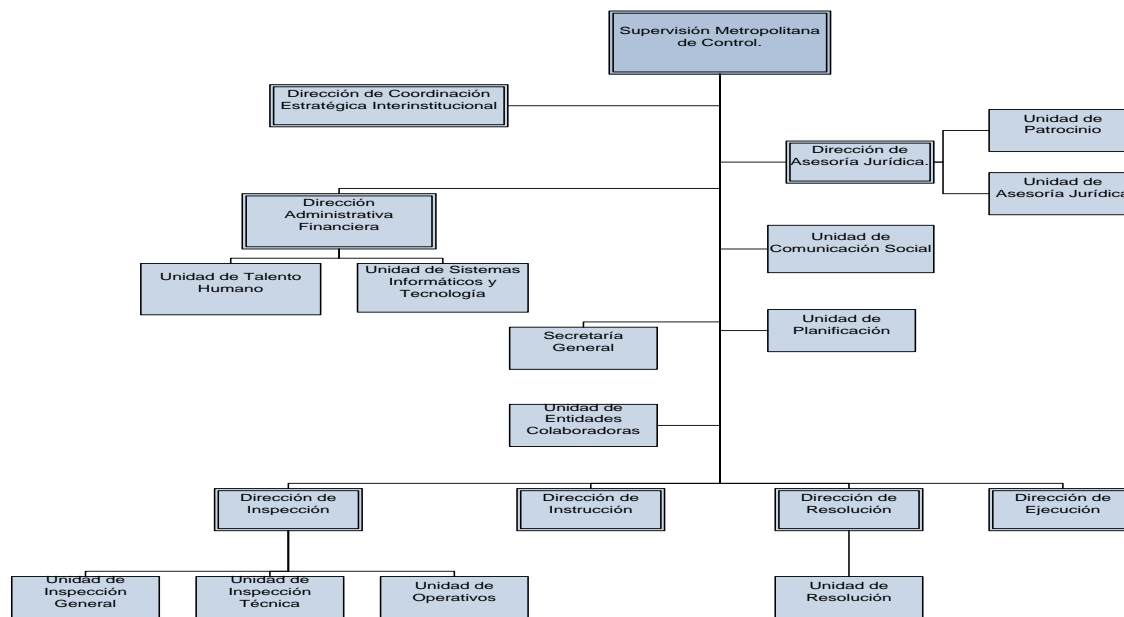 Supervisión Metropolitana
de Control.
Dirección de Coordinación
Estratégica Interinstitucional
Unidad de
Patrocinio
Dirección de
Asesoría Jurídica.
Unidad de
Asesoría Jurídica
Dirección
Administrativa
Financiera
Unidad de
Comunicación Social
Unidad de Talento
Humano
Unidad de Sistemas
Informáticos y
Tecnología
Secretaría
General
Unidad de
Planificación
Unidad de
Entidades
Colaboradoras
Dirección de
Inspección
Dirección de
Instrucción
Dirección de
Resolución
Dirección de
Ejecución
Unidad de
Inspección
General
Unidad de
Inspección
Técnica
Unidad de
Operativos
Unidad de
Resolución